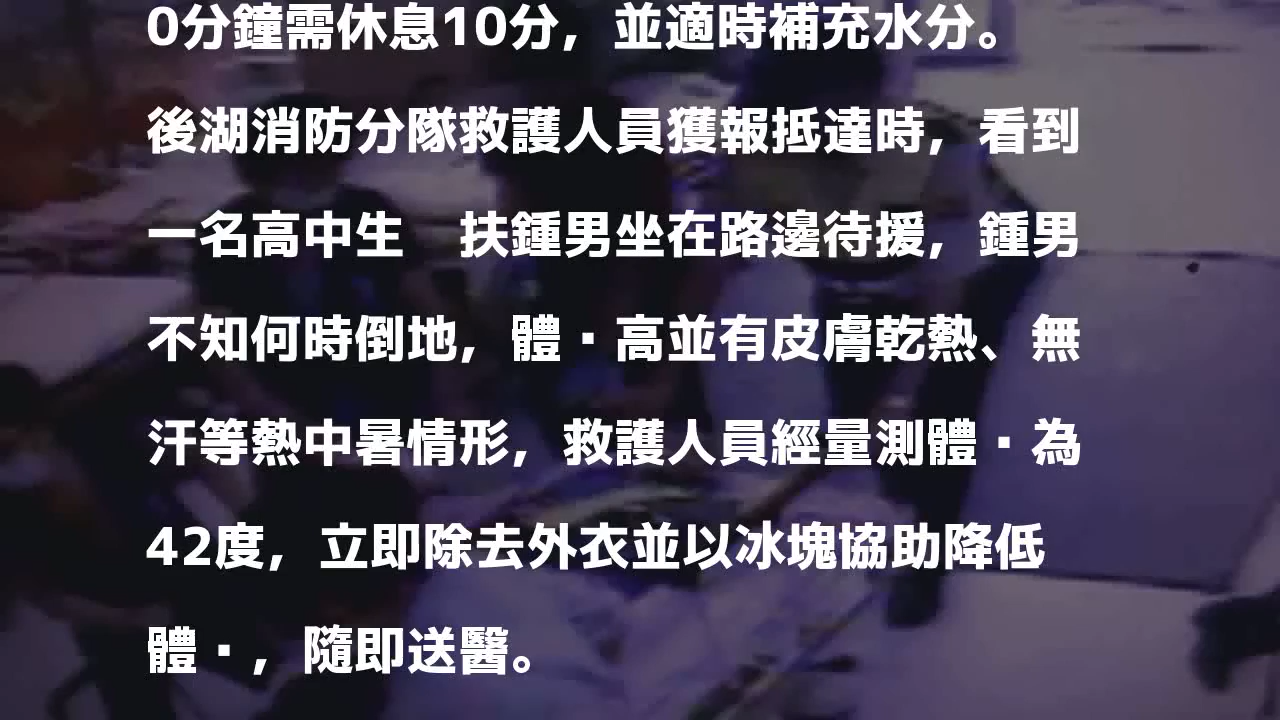 0分鐘需休息10分，並適時補充水分。
後湖消防分隊救護人員獲報抵達時，看到
一名高中生　扶鍾男坐在路邊待援，鍾男
不知何時倒地，體▪高並有皮膚乾熱、無
汗等熱中暑情形，救護人員經量測體▪為
42度，立即除去外衣並以冰塊協助降低
體▪，隨即送醫。